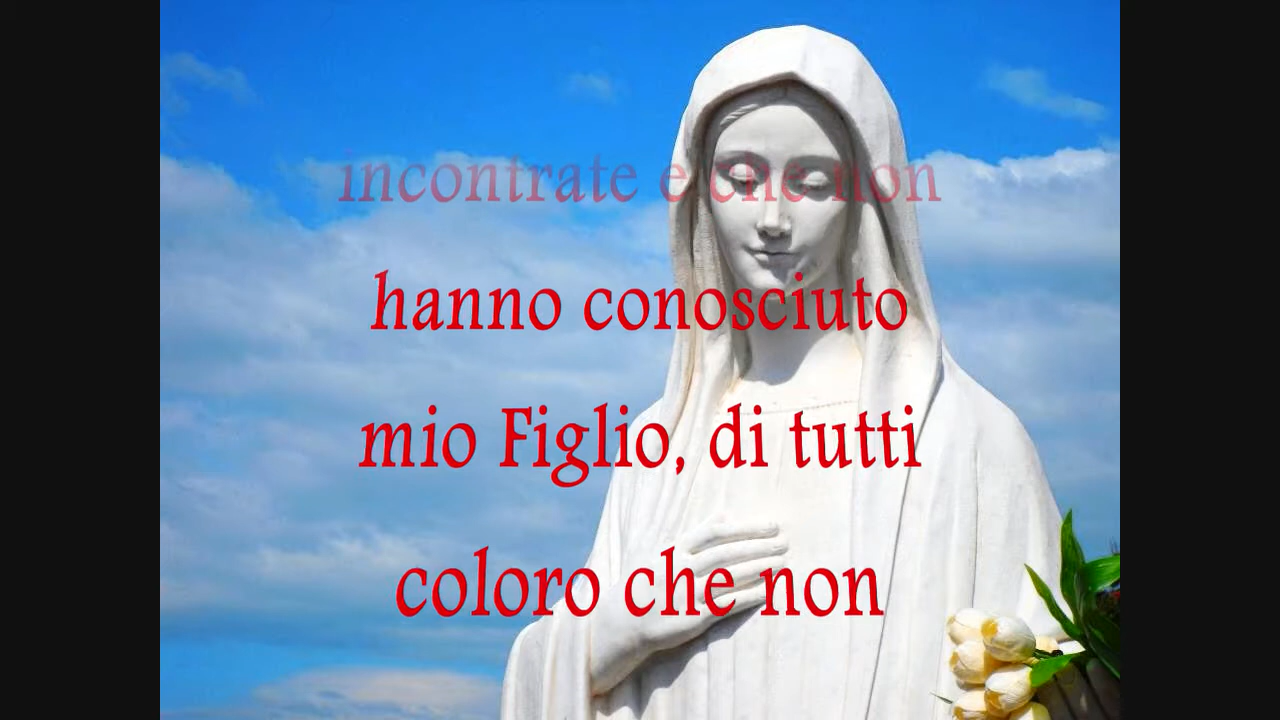 incontrate e che non
hanno conosciuto
mio Figlio, di tutti
coloro che non